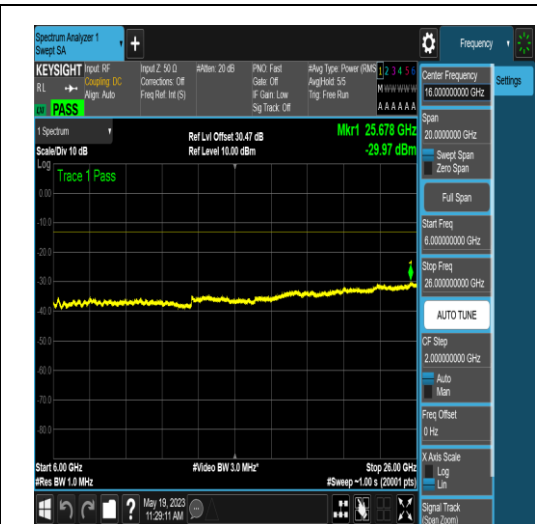 Spectrum Analyzer 1
Swept SA
Frequency
KEYSIGHT
RL
PASS
Input: RF
Coupling: DC
Align: Auto
Input Z: 50 Ω
Corrections: Off
Freq Ref: Int (S)
#Atten: 20 dB
PNO: Fast
Gate: Off
IF Gain: Low
Sig Track: Off
#Avg Type: Power (RMS
Avg|Hold: 5/5
Trig: Free Run
1 2 3 4 5 6
M W W W W W
A A A A A A
1 Spectrum
Scale/Div 10 dB
Ref Lvl Offset 30.47 dB
Ref Level 10.00 dBm
Mkr1 25.678 GHz
-29.97 dBm
Log
Trace 1 Pass
0.00
-10.0
-20.0
-30.0
-40.0
-50.0
-60.0
-70.0
-80.0
1
Start 6.00 GHz
#Res BW 1.0 MHz
#Video BW 3.0 MHz*
Stop 26.00 GHz
#Sweep ~1.00 s (20001 pts)
May 19, 2023
11:29:11 AM
Center Frequency
16.000000000 GHz
Settings
Span
20.0000000 GHz
Swept Span
Zero Span
Full Span
Start Freq
6.000000000 GHz
Stop Freq
26.000000000 GHz
AUTO TUNE
CF Step
2.000000000 GHz
Auto
Man
Freq Offset
0 Hz
X Axis Scale
Log
Lin
Signal Track
(Span Zoom)